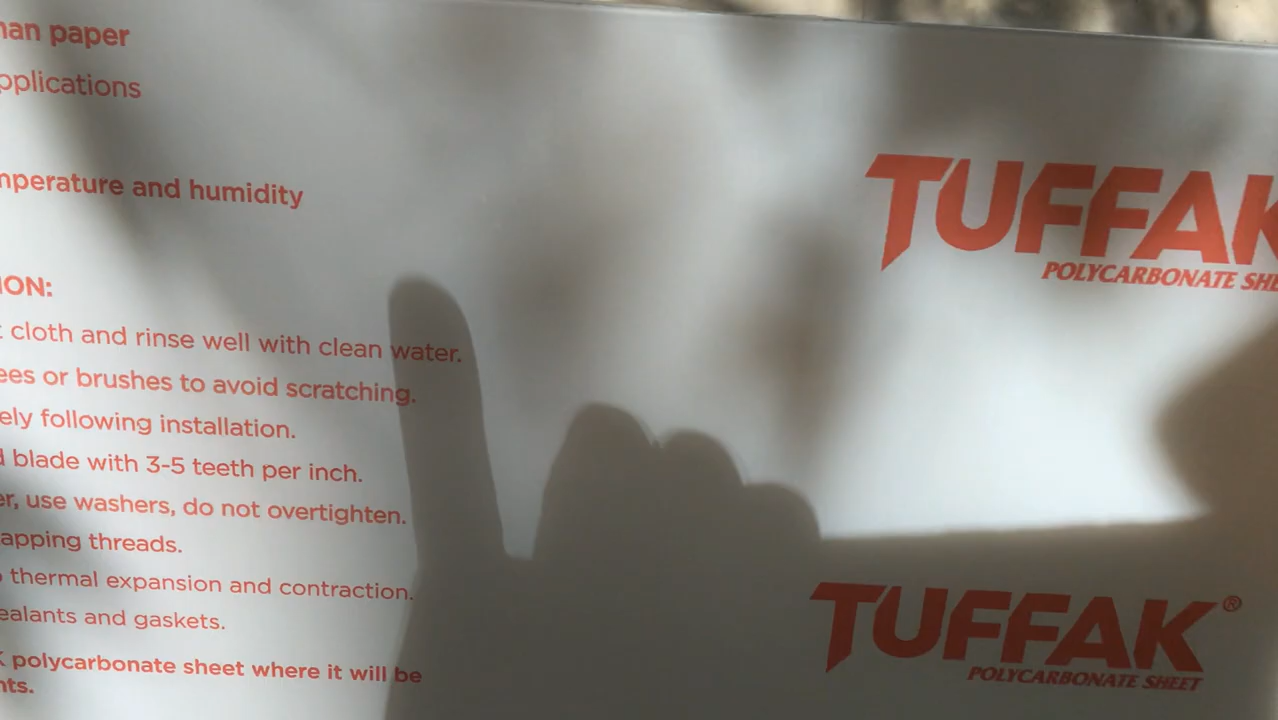 han paper
applications
mperature and humidity
ION:
t cloth and rinse well with clean water.
ees or brushes to avoid scratching.
ely following installation.
d blade with 3-5 teeth per inch.
er, use washers, do not overtighten.
apping threads.
o thermal expansion and contraction.
ealants and gaskets.
K polycarbonate sheet where it will be
nts.
TUFFAK
POLYCARBONATE SHE
TUFFAK®
POLYCARBONATE SHEET